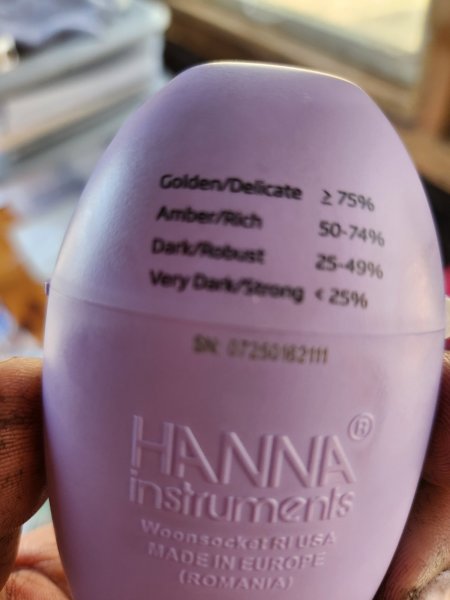 Golden/Delicate ≥ 75%
Amber/Rich 50-74%
Dark/Robust 25-49%
Very Dark/Strong < 25%
SN: 07250162111
HANNA®
instruments
Woonsocket RI USA
MADE IN EUROPE
(ROMANIA)